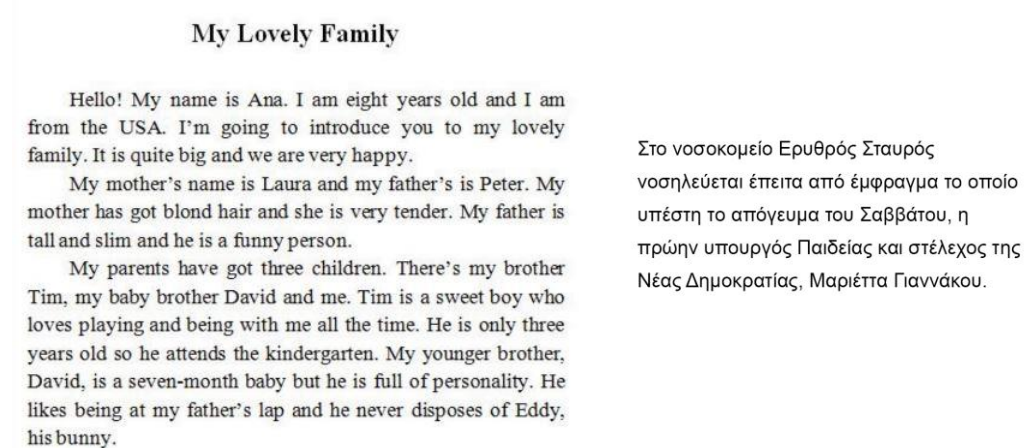 My Lovely Family
Hello! My name is Ana. I am eight years old and I am
from the USA. I'm going to introduce you to my lovely
family. It is quite big and we are very happy.
My mother's name is Laura and my father's is Peter. My
mother has got blond hair and she is very tender. My father is
tall and slim and he is a funny person.
My parents have got three children. There's my brother
Tim, my baby brother David and me. Tim is a sweet boy who
loves playing and being with me all the time. He is only three
years old so he attends the kindergarten. My younger brother,
David, is a seven-month baby but he is full of personality. He
likes being at my father's lap and he never disposes of Eddy,
his bunny.
Στο νοσοκομείο Ερυθρός Σταυρός
νοσηλεύεται έπειτα από έμφραγμα το οποίο
υπέστη το απόγευμα του Σαββάτου, η
πρώην υπουργός Παιδείας και στέλεχος της
Νέας Δημοκρατίας, Μαριέττα Γιαννάκου.